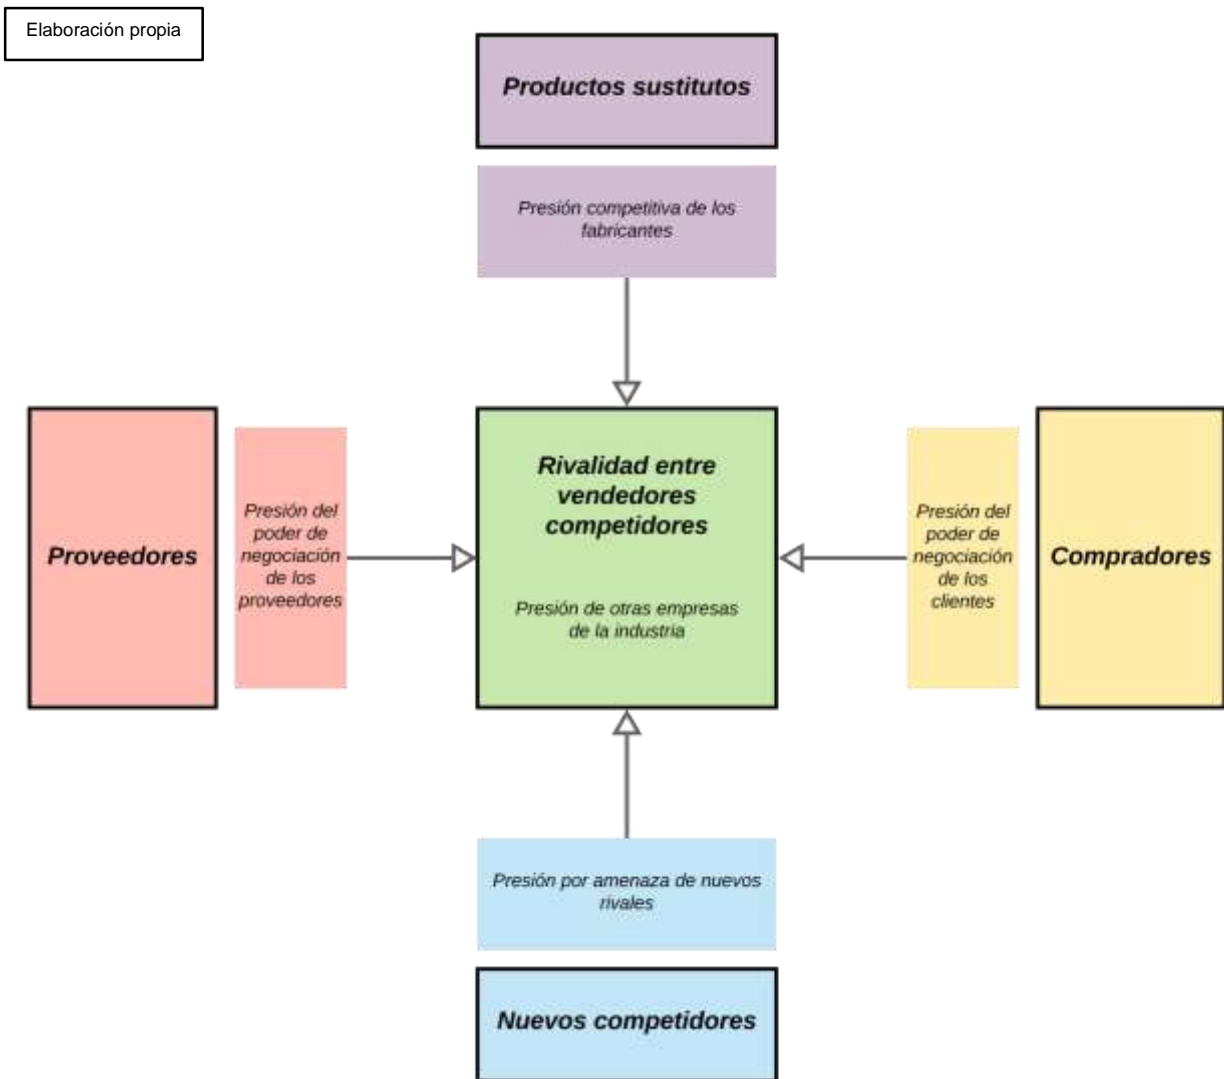 Elaboración propia
Productos sustitutos
Presión competitiva de los
fabricantes
Proveedores
Presión del
poder de
negociación
de los
proveedores
Rivalidad entre
vendedores
competidores
Presión de otras empresas
de la industria
Presión del
poder de
negociación
de los
clientes
Compradores
Presión por amenaza de nuevos
rivales
Nuevos competidores